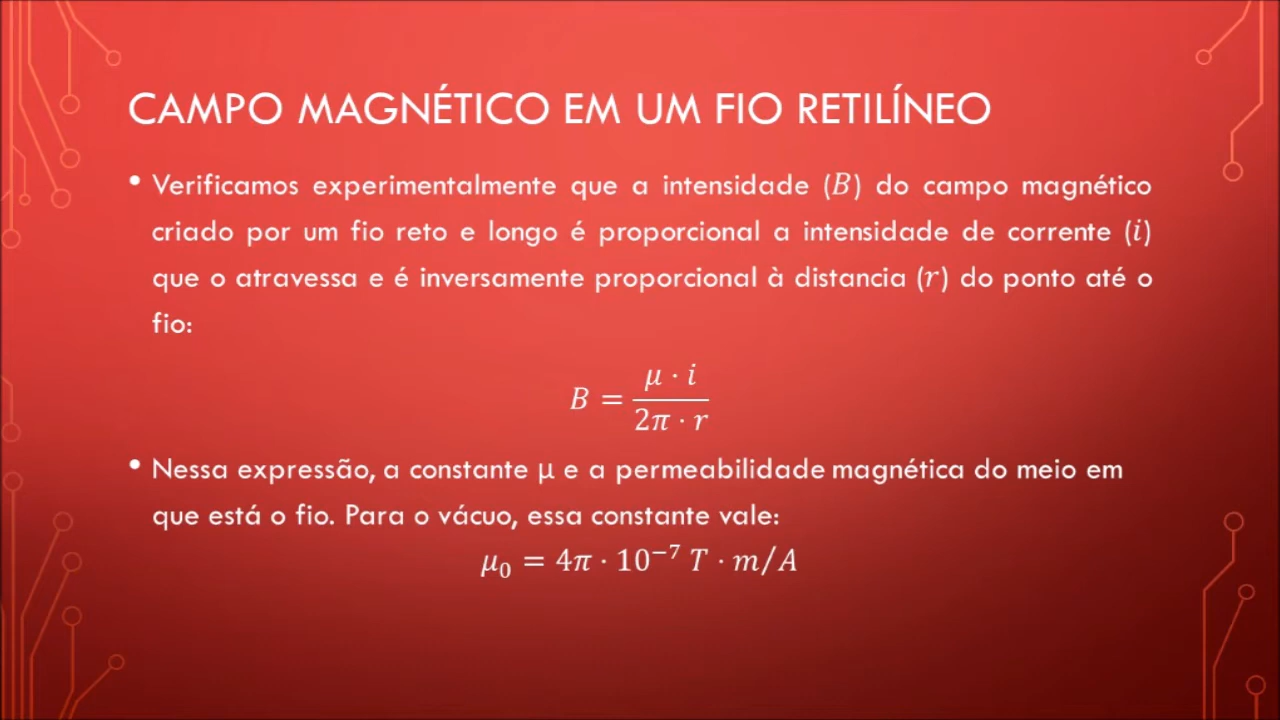 CAMPO MAGNÉTICO EM UM FIO RETILÍNEO
• Verificamos experimentalmente que a intensidade (B) do campo magnético
criado por um fio reto e longo é proporcional a intensidade de corrente (i)
que o atravessa e é inversamente proporcional à distancia (r) do ponto até o
fio:
B = μ · i / 2π · r
• Nessa expressão, a constante μ e a permeabilidade magnética do meio em
que está o fio. Para o vácuo, essa constante vale:
μ₀ = 4π · 10⁻⁷ T · m/A